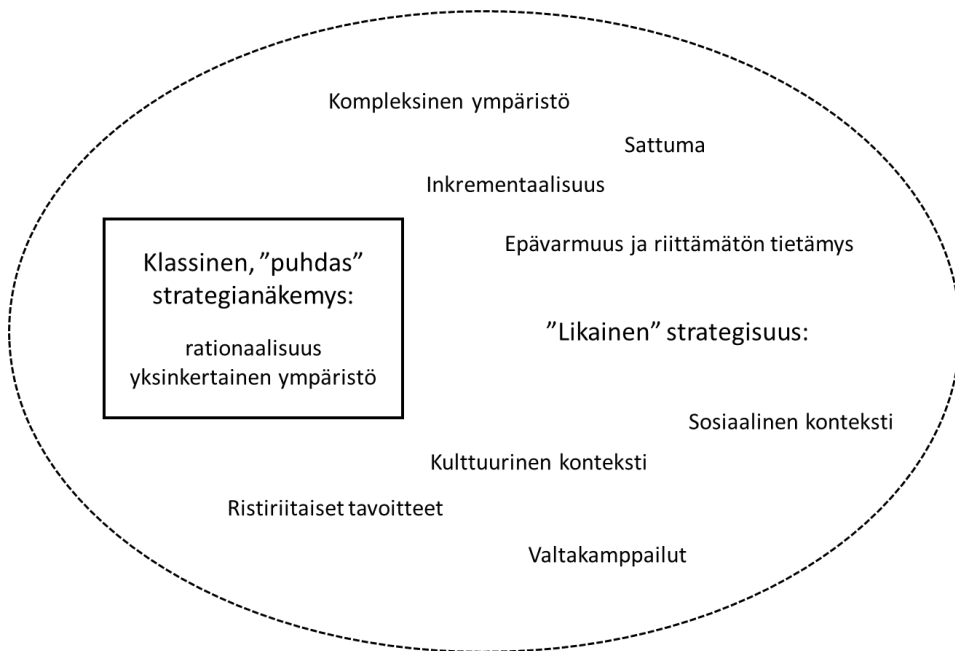 Kompleksinen ympäristö
Sattuma
Inkrementaalisuus
Epävarmuus ja riittämätön tietämys
Klassinen, ”puhdas”
strategianäkemys:
rationaalisuus
yksinkertainen ympäristö
”Likainen” strategisuus:
Sosiaalinen konteksti
Kulttuurinen konteksti
Ristiriitaiset tavoitteet
Valtakamppailut